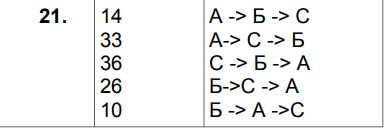 21. 14 А -> Б -> С
33 А-> С -> Б
36 С -> Б -> А
26 Б->С -> А
10 Б -> А ->С